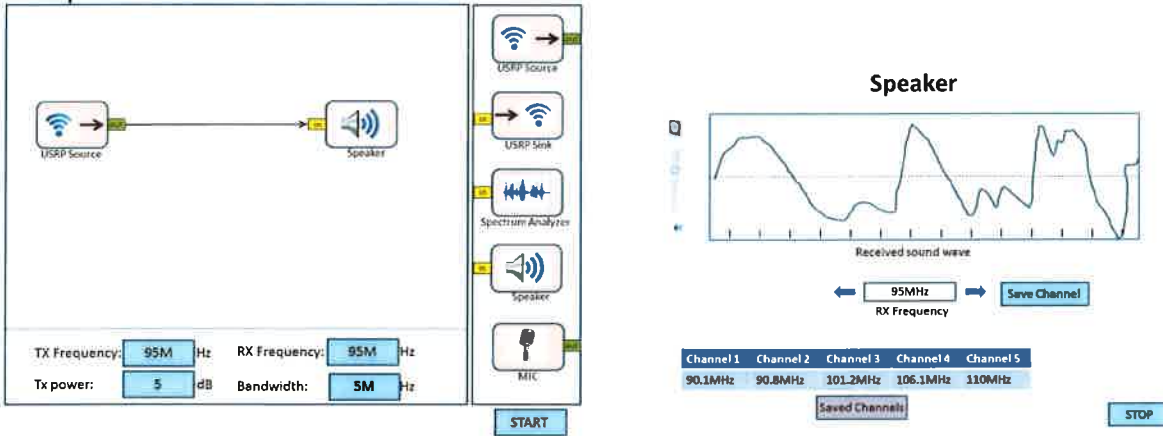 USRP Source
Speaker
USRP Source
USRP Sink
Spectrum Analyzer
Speaker
MIC
TX Frequency: 95M Hz RX Frequency: 95M Hz
Tx power: 5 dB Bandwidth: 5M Hz
START
Speaker
Received sound wave
95MHz Save Channel
RX Frequency
Channel 1 Channel 2 Channel 3 Channel 4 Channel 5
90.1MHz 90.8MHz 101.2MHz 106.1MHz 110MHz
Saved Channels
STOP